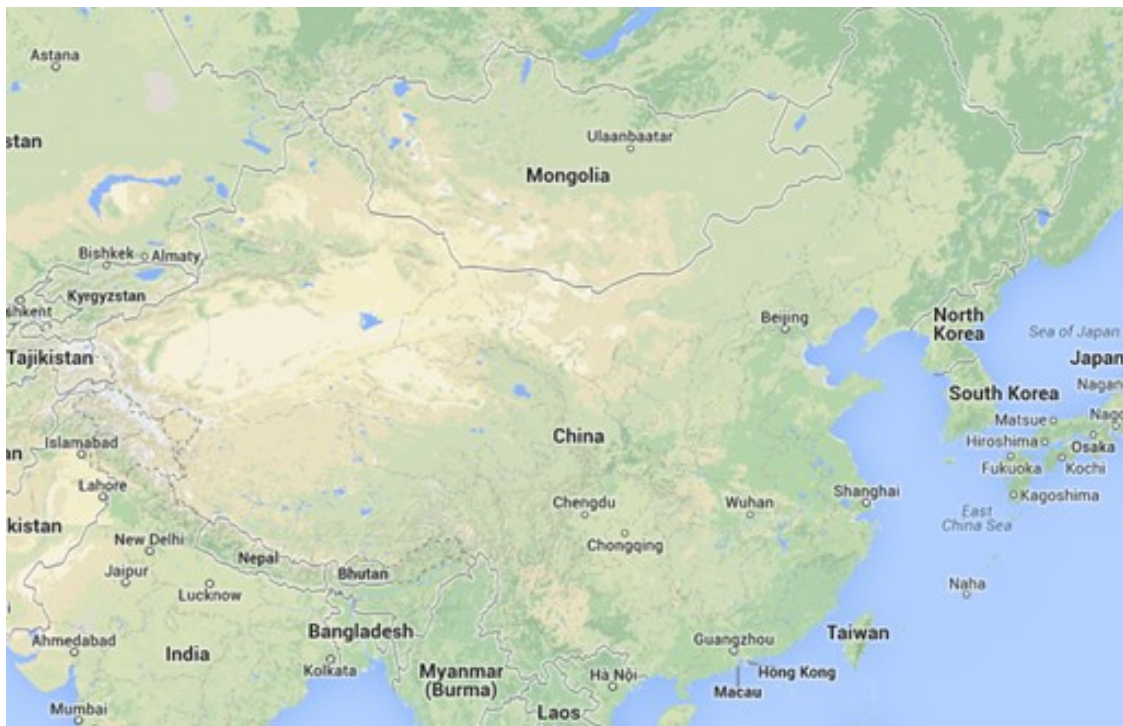 Astana
stan
Ulaanbaatar
Mongolia
Bishkek
Almaty
Kyrgyzstan
shkent
Beijing
North
Korea
Sea of Japan
Tajikistan
Japan
South Korea
Nagan
Matsue
Nago
China
Islamabad
an
Hiroshima
Osaka
Fukuoka
Kochi
Lahore
Chengdu
Wuhan
Shanghai
Kagoshima
kistan
East
China Sea
New Delhi
Chongqing
Nepal
Bhutan
Jaipur
Lucknow
Naha
i
Bangladesh
Guangzhou
Taiwan
Ahmedabad
India
Kolkata
Myanmar
(Burma)
Hà Nội
Hong Kong
Macau
Mumbai
Laos